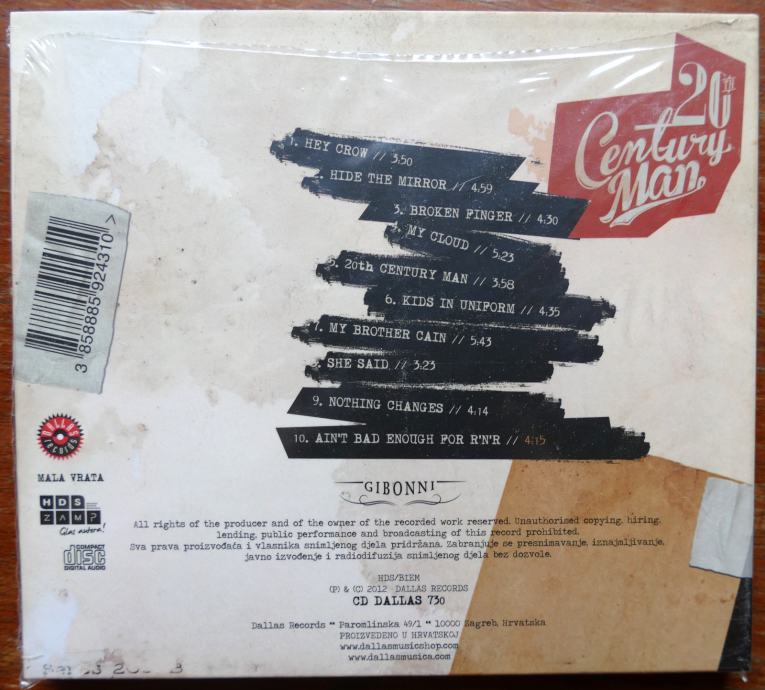 20TH
Century
Man.
1. HEY CROW // 3:50
2. HIDE THE MIRROR // 4:59
3. BROKEN FINGER // 4:30
4. MY CLOUD // 5:23
5. 20th CENTURY MAN // 3:58
6. KIDS IN UNIFORM // 4:35
7. MY BROTHER CAIN // 5:43
8. SHE SAID // 3:23
9. NOTHING CHANGES // 4:14
10. AIN'T BAD ENOUGH FOR R'N'R // 4:15
3 858885 924310 >
DALLAS
records
MALA VRATA
HDS
ZAMP
Glas autora!
COMPACT
disc
DIGITAL AUDIO
GIBONNI
All rights of the producer and of the owner of the recorded work reserved. Unauthorised copying, hiring,
lending, public performance and broadcasting of this record prohibited.
Sva prava proizvođača i vlasnika snimljenog djela pridržana. Zabranjuje se presnimavanje, iznajmljivanje,
javno izvođenje i radiodifuzija snimljenog djela bez dozvole.
HDS/BIEM
(P) & (C) 2012 DALLAS RECORDS
CD DALLAS 730
Dallas Records " Paromlinska 49/1 " 10000 Zagreb, Hrvatska
PROIZVEDENO U HRVATSKOJ
www.dallasmusicshop.com
www.dallasmusica.com